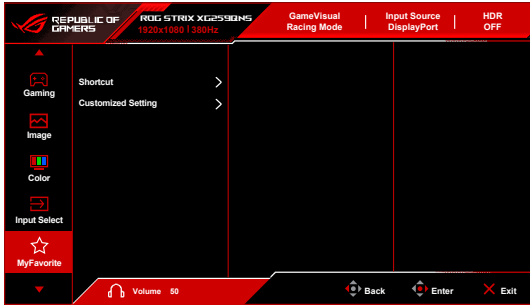 REPUBLIC OF
GAMERS
ROG STRIX XG259QNS
1920x1080 | 380Hz
GameVisual
Racing Mode
Input Source
DisplayPort
HDR
OFF
Gaming
Image
Color
Input Select
MyFavorite
Shortcut
Customized Setting
Volume 50
Back
Enter
Exit